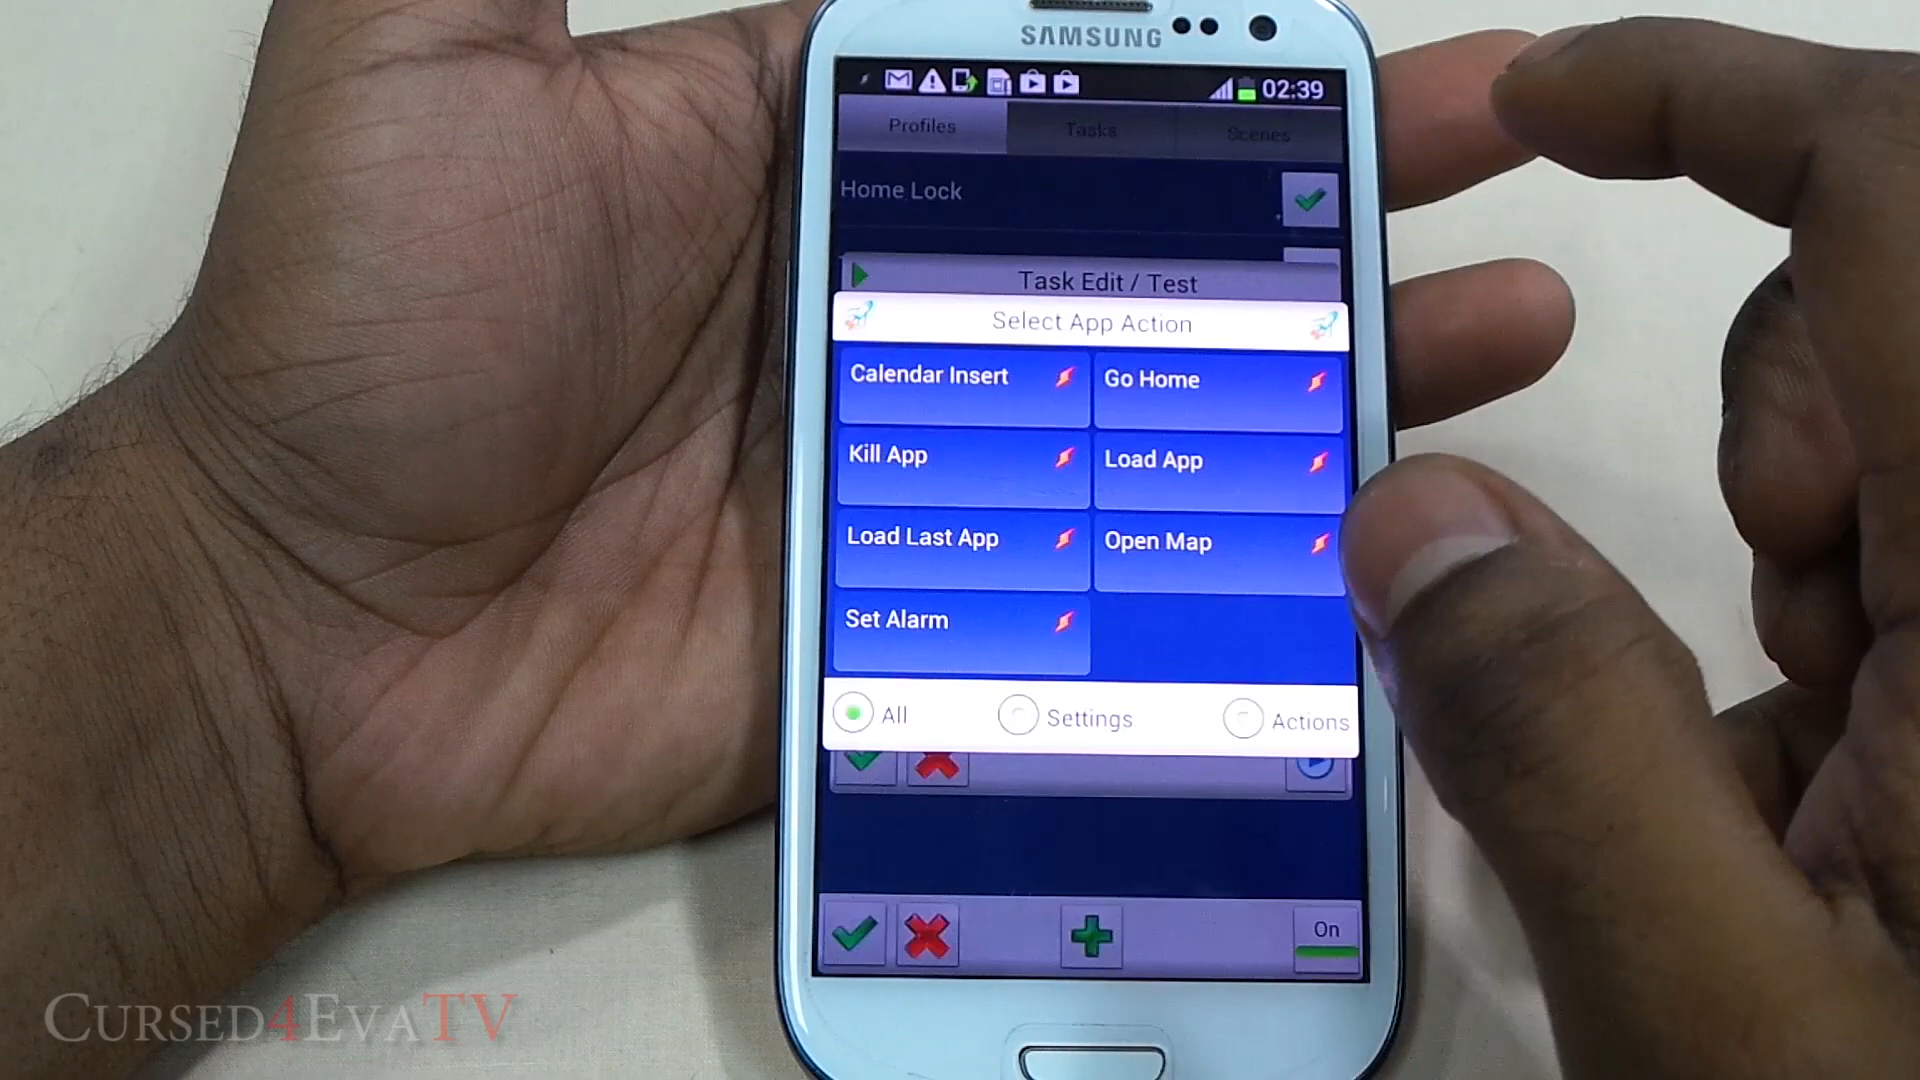 SAMSUNG
02:39
Profiles Tasks Scenes
Home Lock
Task Edit / Test
Select App Action
Calendar Insert Go Home
Kill App Load App
Load Last App Open Map
Set Alarm
All Settings Actions
On
CURSED4EVATV